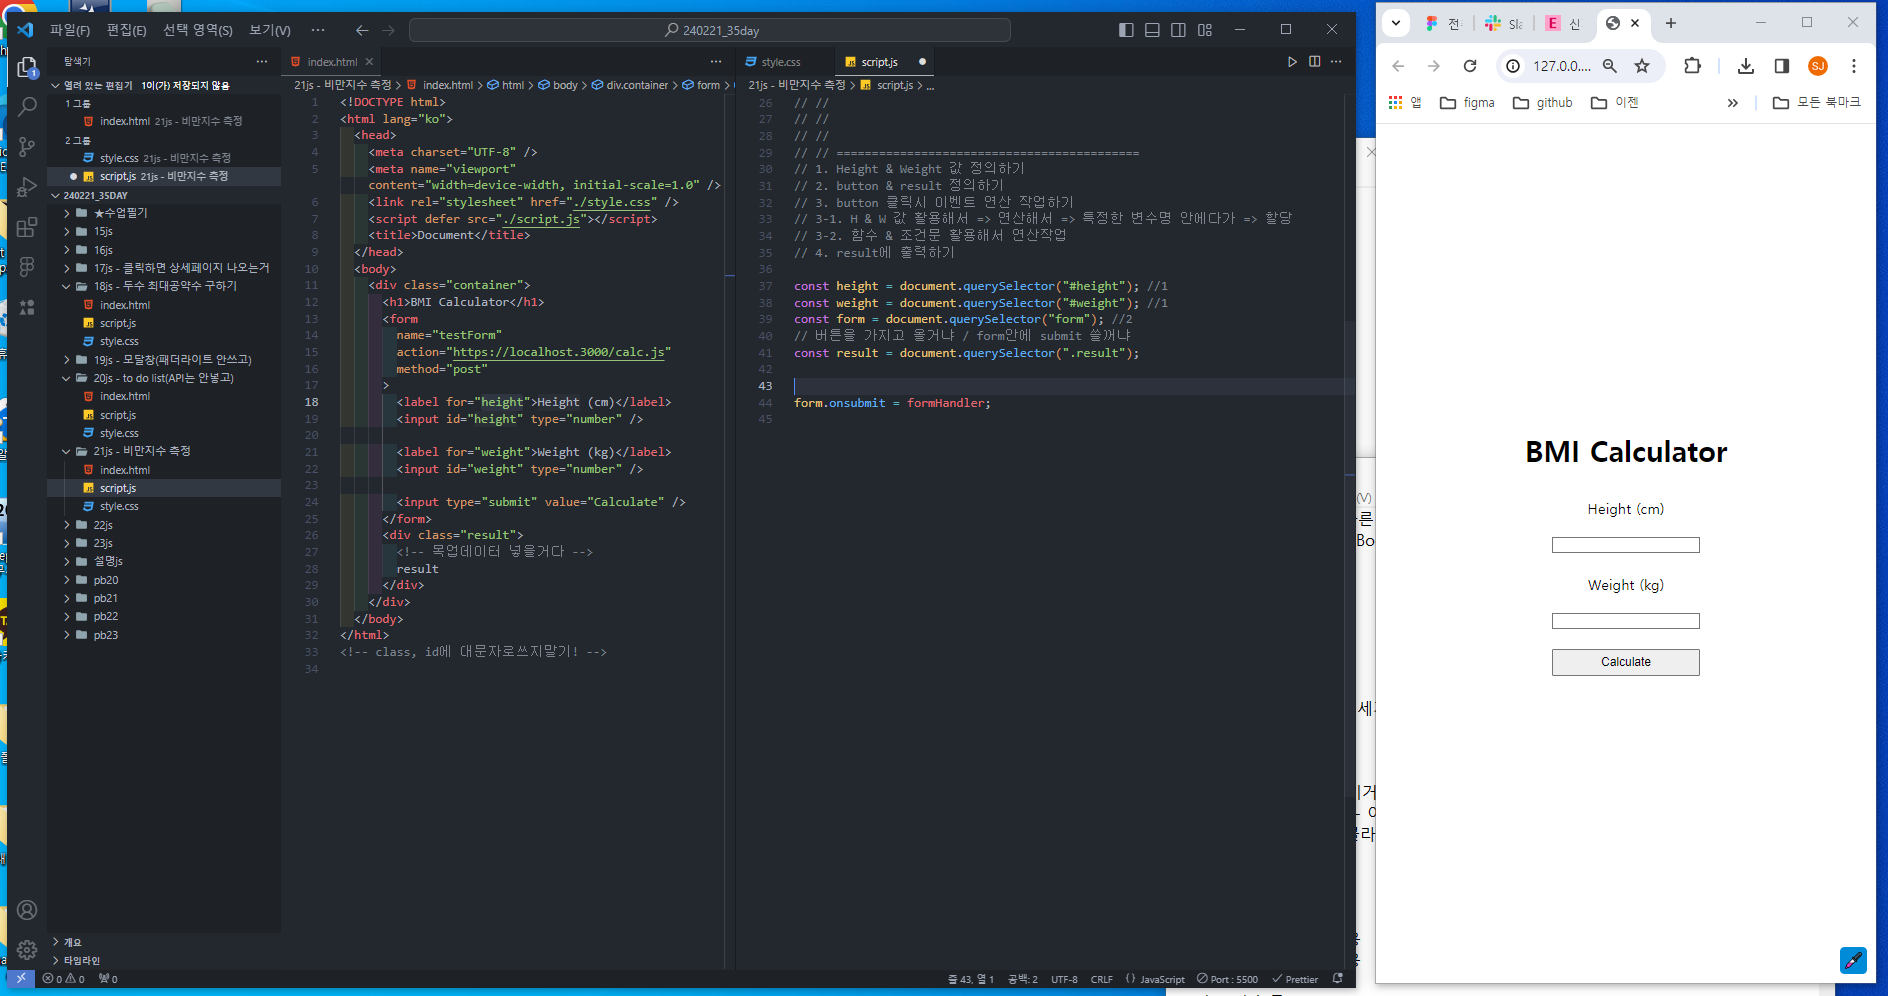 파일(F) 편집(E) 선택 영역(S) 보기(V) ··· 240221_35day
탐색기
열려 있는 편집기 1이(가) 저장되지 않음
1 그룹
index.html 21js - 비만지수 측정
2 그룹
style.css 21js - 비만지수 측정
script.js 21js - 비만지수 측정
240221_35DAY
★수업필기
15js
16js
17js - 클릭하면 상세페이지 나오는거
18js - 두수 최대공약수 구하기
index.html
script.js
style.css
19js - 모달창(패더라이트 안쓰고)
20js - to do list(API는 안넣고)
index.html
script.js
style.css
21js - 비만지수 측정
index.html
script.js
style.css
22js
23js
설명js
pb20
pb21
pb22
pb23
개요
타임라인
index.html
21js - 비만지수 측정 > index.html > html > body > div.container > form >
1 <!DOCTYPE html>
2 <html lang="ko">
3 <head>
4 <meta charset="UTF-8" />
5 <meta name="viewport"
content="width=device-width, initial-scale=1.0" />
6 <link rel="stylesheet" href="./style.css" />
7 <script defer src="./script.js"></script>
8 <title>Document</title>
9 </head>
10 <body>
11 <div class="container">
12 <h1>BMI Calculator</h1>
13 <form
14 name="testForm"
15 action="https://localhost.3000/calc.js"
16 method="post"
17 >
18 <label for="height">Height (cm)</label>
19 <input id="height" type="number" />
20
21 <label for="weight">Weight (kg)</label>
22 <input id="weight" type="number" />
23
24 <input type="submit" value="Calculate" />
25 </form>
26 <div class="result">
27 <!-- 목업데이터 넣을거다 -->
28 result
29 </div>
30 </div>
31 </body>
32 </html>
33 <!-- class, id에 대문자로쓰지말기! -->
34
style.css script.js
21js - 비만지수 측정 > script.js > ...
26 // //
27 // //
28 // //
29 // // ===========================================
30 // 1. Height & Weight 값 정의하기
31 // 2. button & result 정의하기
32 // 3. button 클릭시 이벤트 연산 작업하기
33 // 3-1. H & W 값 활용해서 => 연산해서 => 특정한 변수명 안에다가 => 할당
34 // 3-2. 함수 & 조건문 활용해서 연산작업
35 // 4. result에 출력하기
36
37 const height = document.querySelector("#height"); //1
38 const weight = document.querySelector("#weight"); //1
39 const form = document.querySelector("form"); //2
40 // 버튼을 가지고 올거냐 / form안에 submit 쓸꺼냐
41 const result = document.querySelector(".result");
42
43
44 form.onsubmit = formHandler;
45
0 0 0 줄 43, 열 1 공백: 2 UTF-8 CRLF {} JavaScript Port : 5500 Prettier
전 Sla E 신
127.0.0.... SJ
앱 figma github 이젠 » 모든 북마크
BMI Calculator
Height (cm)
Weight (kg)
Calculate
(V)
Bo